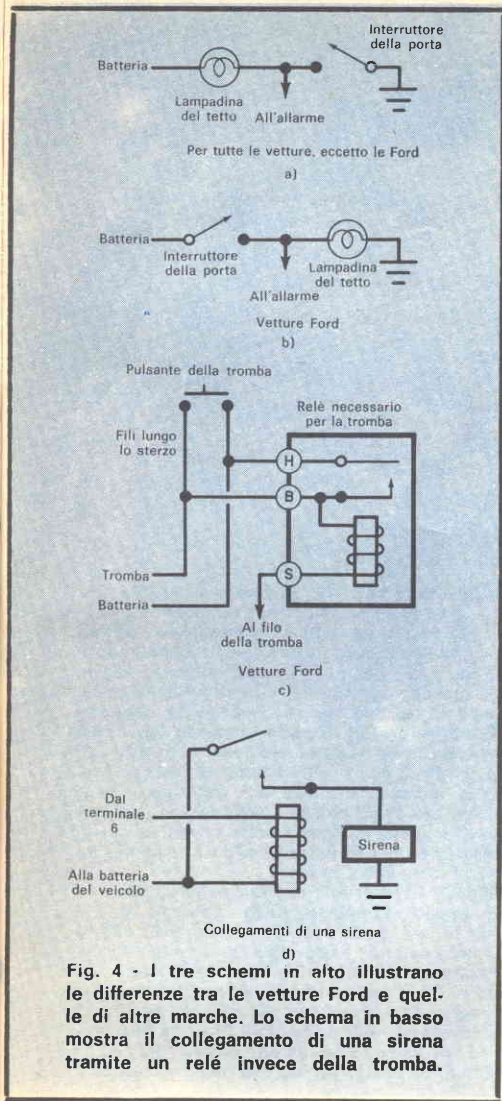 Interruttore
della porta
Batteria
Lampadina
del tetto
All'allarme
Per tutte le vetture, eccetto le Ford
a)
Batteria
Interruttore
della porta
Lampadina
del tetto
All'allarme
Vetture Ford
b)
Pulsante della tromba
Relè necessario
per la tromba
Fili lungo
lo sterzo
H
B
Tromba
S
Batteria
Al filo
della tromba
Vetture Ford
c)
Dal
terminale
6
Sirena
Alla batteria
del veicolo
Collegamenti di una sirena
d)
Fig. 4 - I tre schemi in alto illustrano
le differenze tra le vetture Ford e quel-
le di altre marche. Lo schema in basso
mostra il collegamento di una sirena
tramite un relé invece della tromba.